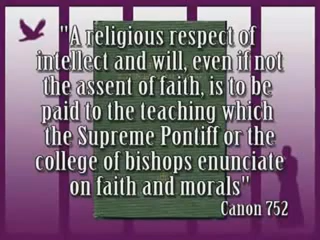 "A religious respect of
intellect and will, even if not
the assent of faith, is to be
paid to the teaching which
the Supreme Pontiff or the
college of bishops enunciate
on faith and morals"
Canon 752